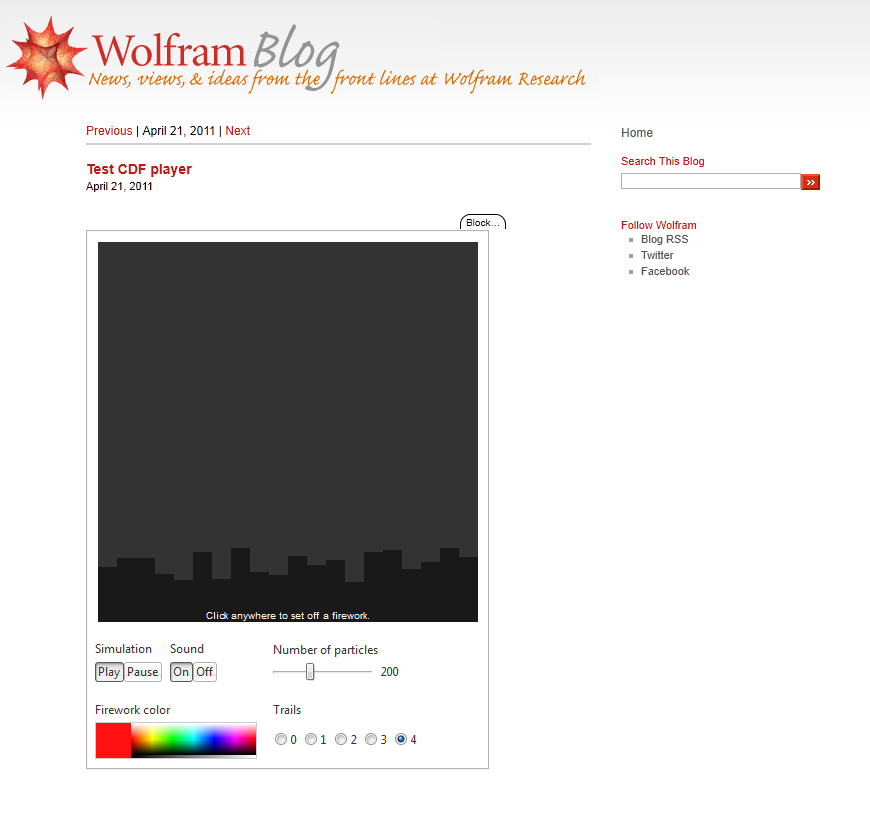 Wolfram Blog
News, views, & ideas from the front lines at Wolfram Research
Previous | April 21, 2011 | Next
Test CDF player
April 21, 2011
Block...
Click anywhere to set off a firework.
Simulation Sound Number of particles
Play Pause On Off 200
Firework color Trails
0 1 2 3 4
Home
Search This Blog
»
Follow Wolfram
Blog RSS
Twitter
Facebook